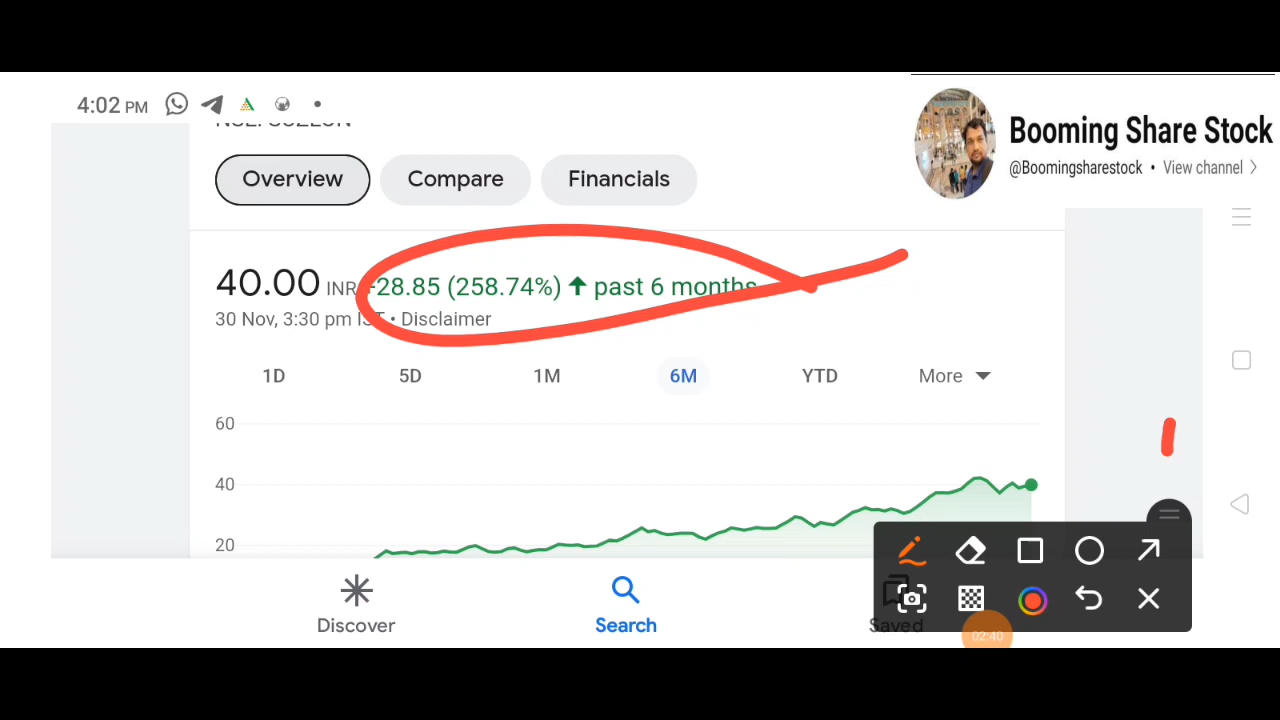 4:02 PM
Booming Share Stock
@Boomingsharestock • View channel
NSE: SUZLON
Overview Compare Financials
40.00 INR +28.85 (258.74%) ↑ past 6 months
30 Nov, 3:30 pm IST • Disclaimer
1D 5D 1M 6M YTD More
60
40
20
Discover Search Saved
02:40